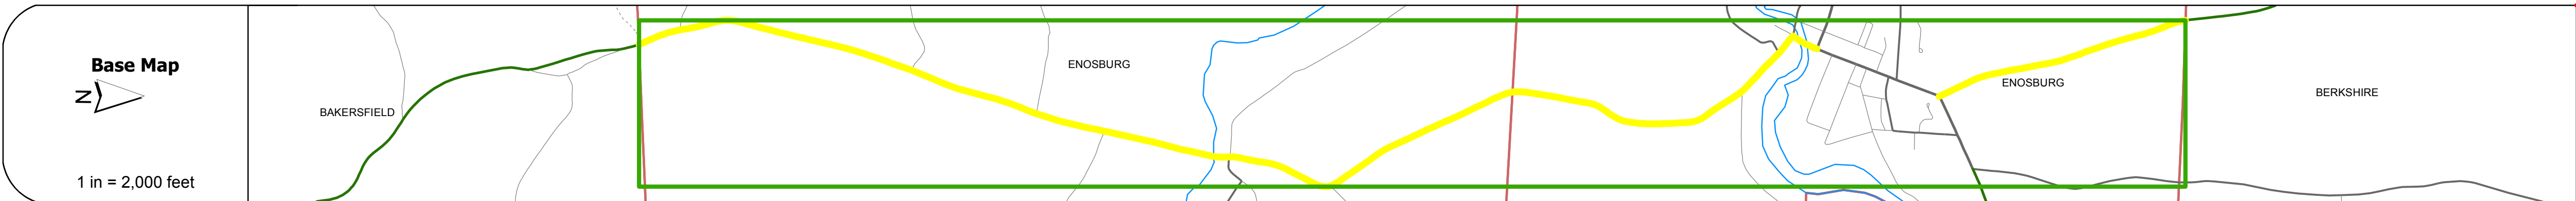 Base Map
N
1 in = 2,000 feet
BAKERSFIELD
ENOSBURG
ENOSBURG
BERKSHIRE